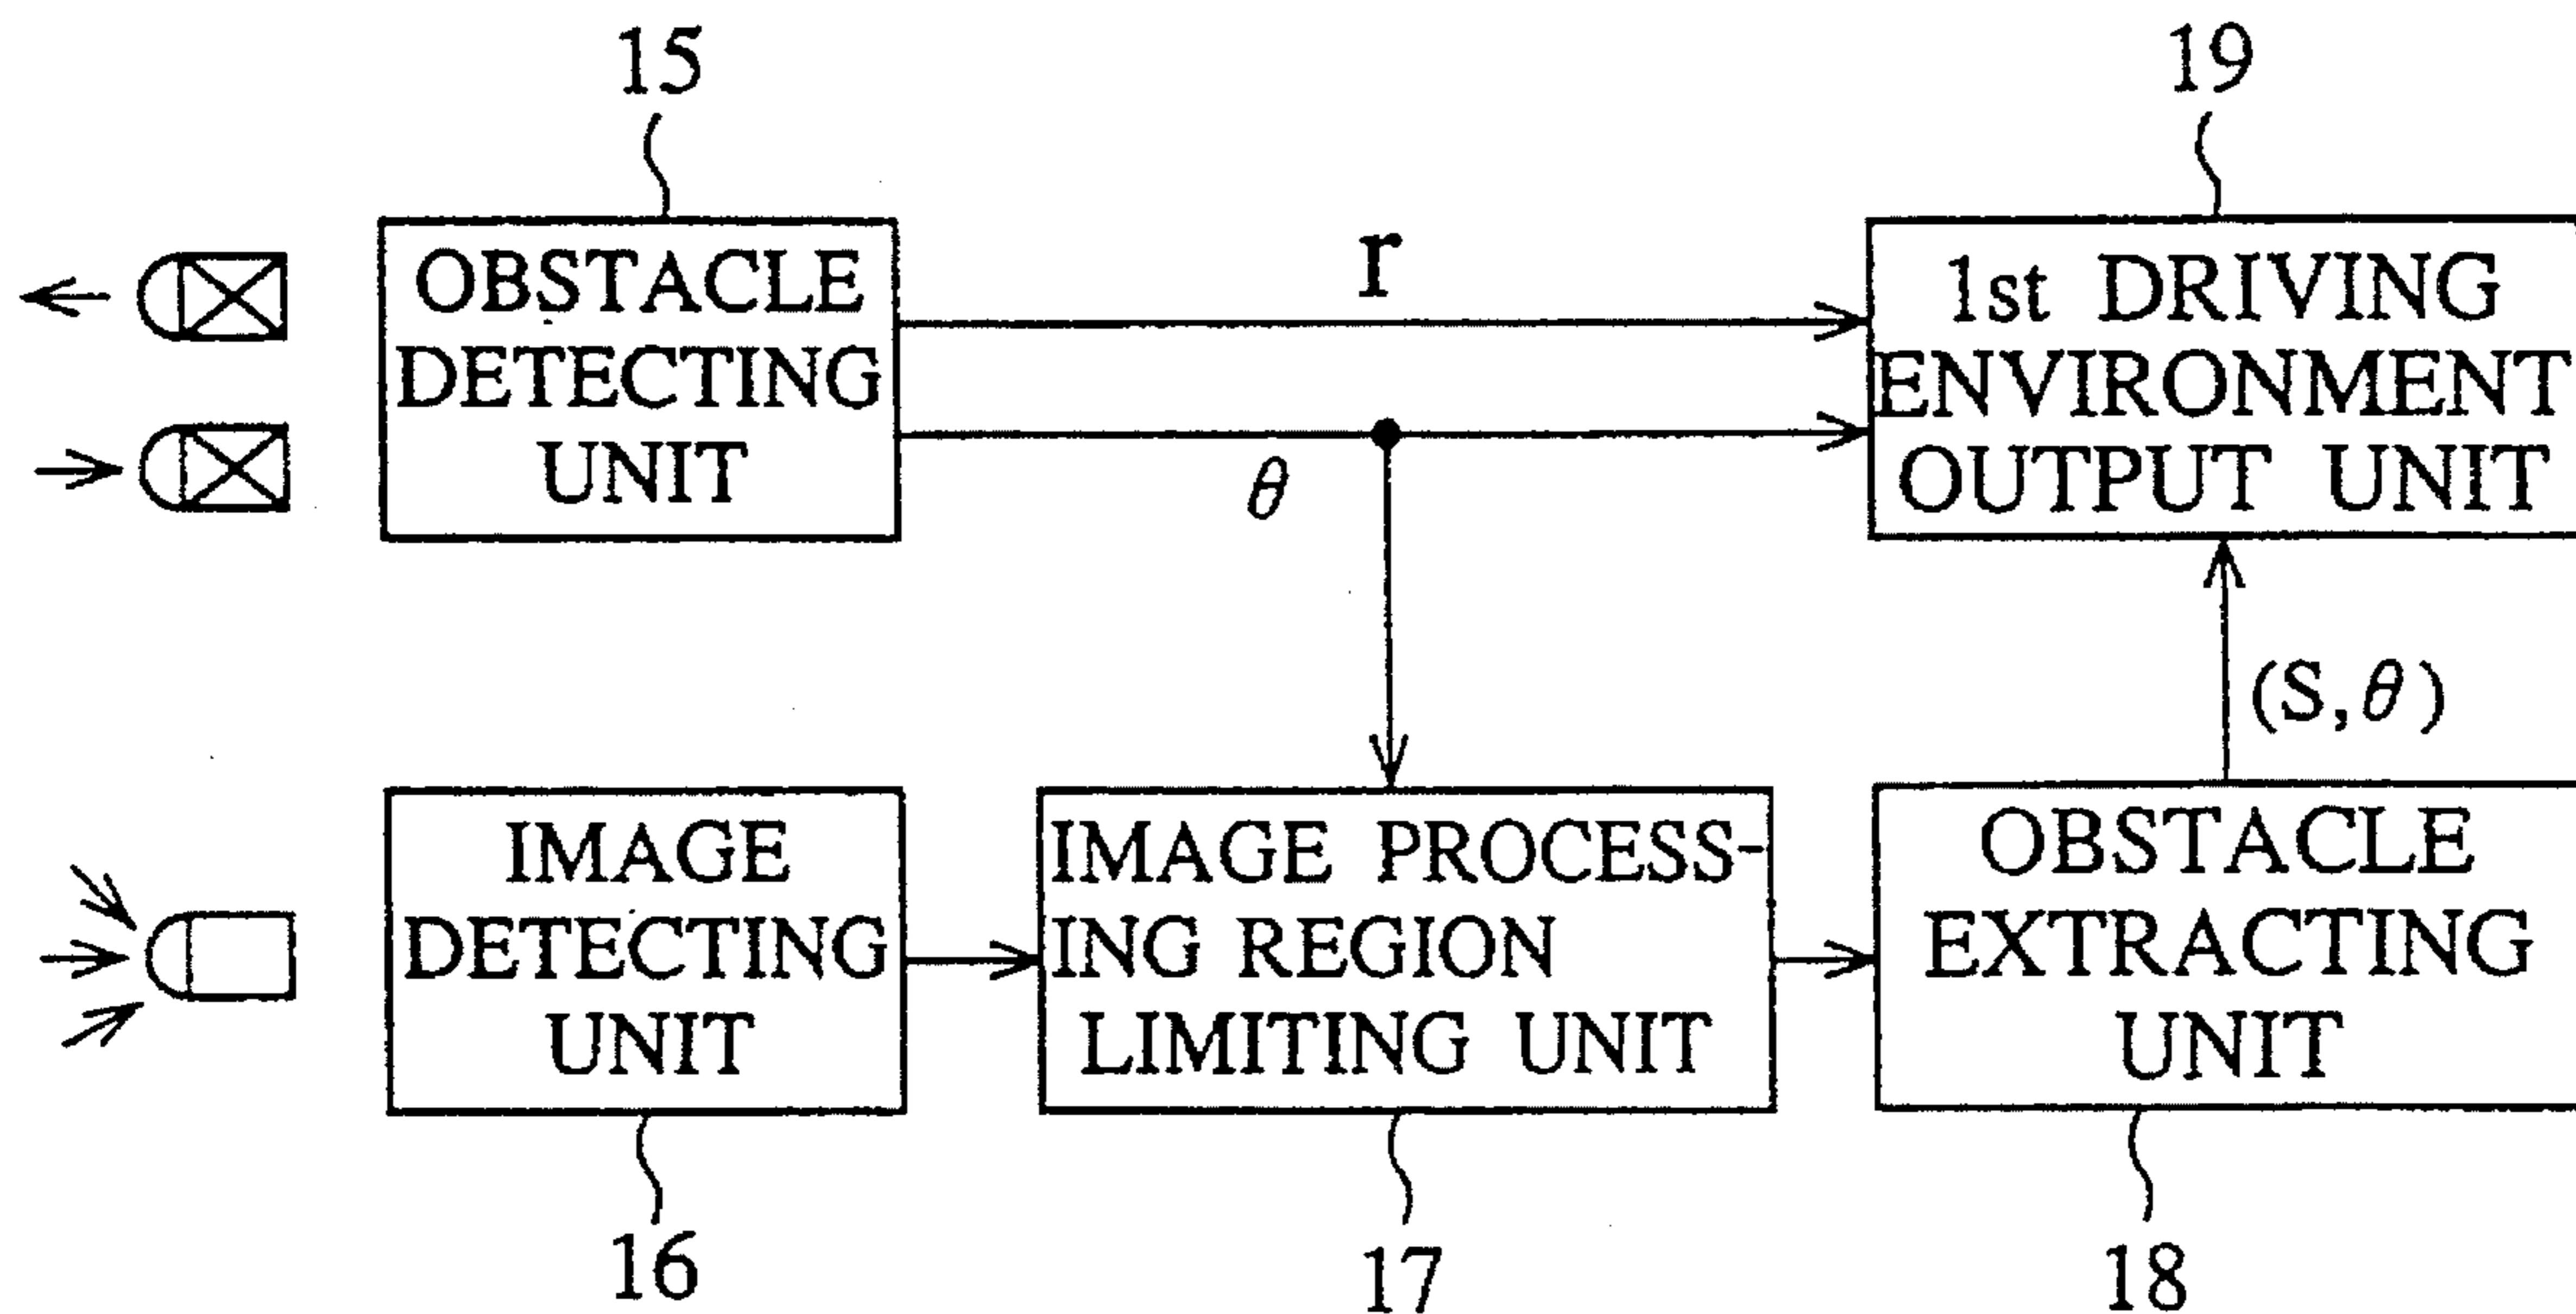 15
19
OBSTACLE
DETECTING
UNIT
r
θ
1st DRIVING
ENVIRONMENT
OUTPUT UNIT
(S,θ)
IMAGE
DETECTING
UNIT
IMAGE PROCESS-
ING REGION
LIMITING UNIT
OBSTACLE
EXTRACTING
UNIT
16
17
18